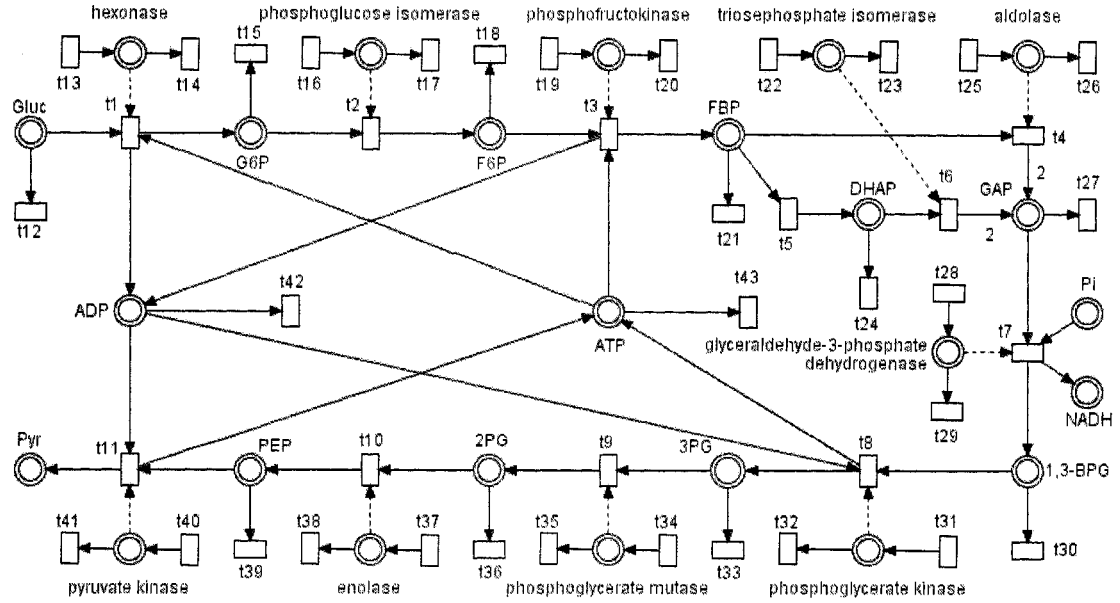 hexonase
phosphoglucose isomerase
phosphofructokinase
triosephosphate isomerase
aldolase
t15
t18
t13
t14
t16
t17
t19
t20
t22
t23
t25
t26
Gluc
t1
t2
t3
FBP
t4
G6P
F6P
2
t27
DHAP
t6
GAP
t12
t21
t5
2
t42
t43
t28
Pi
ADP
ATP
t24
t7
glyceraldehyde-3-phosphate
dehydrogenase
NADH
t29
Pyr
t11
PEP
t10
2PG
t9
3PG
t8
1,3-BPG
t41
t40
t38
t37
t35
t34
t32
t31
t30
t39
t36
t33
pyruvate kinase
enolase
phosphoglycerate mutase
phosphoglycerate kinase